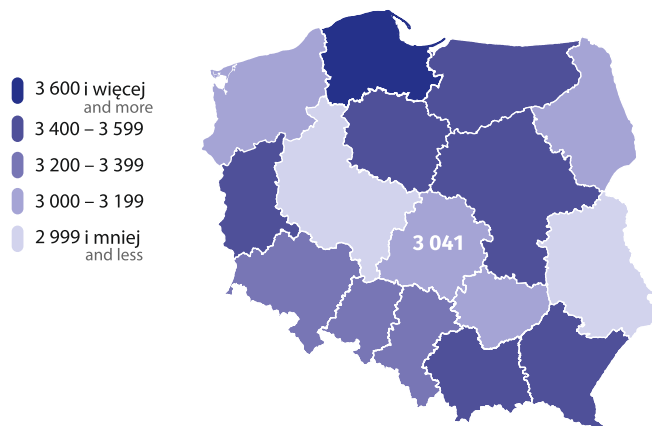 3 600 i więcej
and more
3 400 – 3 599
3 200 – 3 399
3 000 – 3 199
2 999 i mniej
and less
3 041